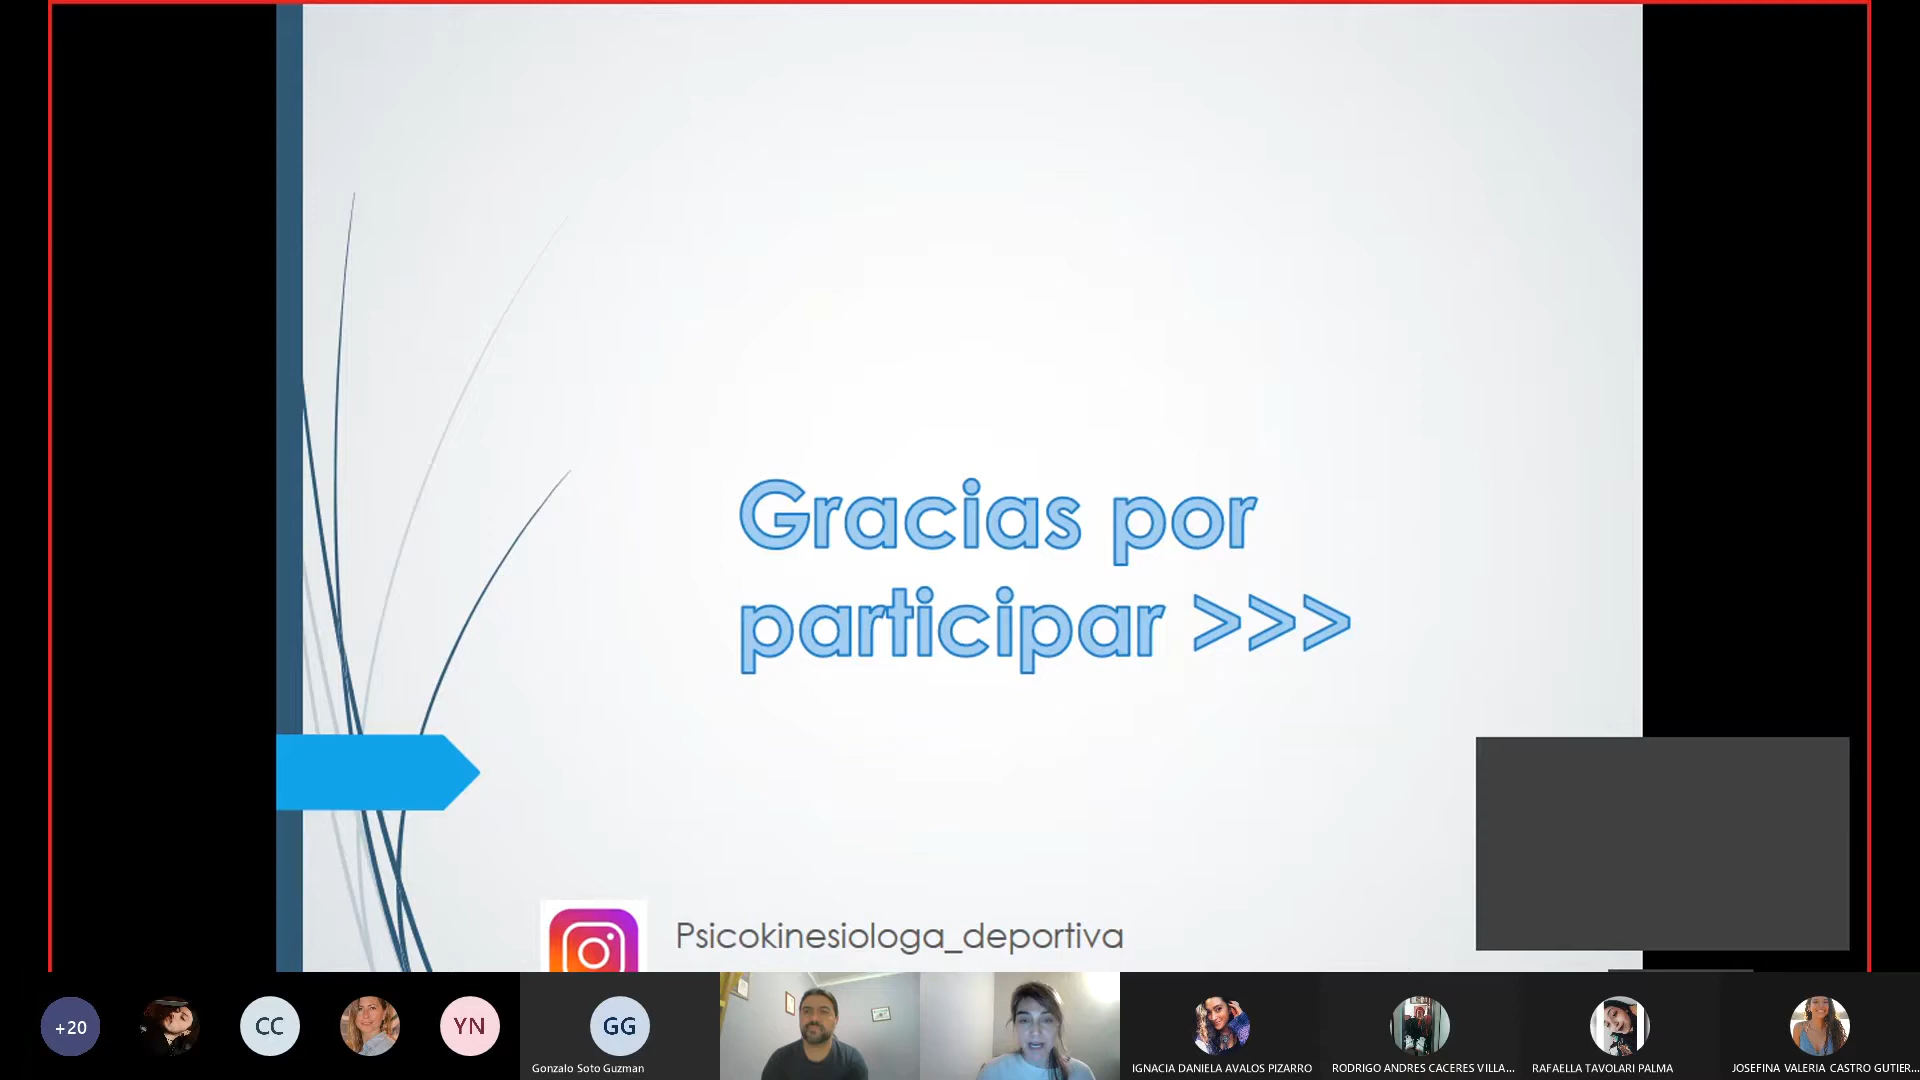 Gracias por
participar >>>
Psicokinesiologa_deportiva
+20
CC
YN
GG
Gonzalo Soto Guzman
IGNACIA DANIELA AVALOS PIZARRO
RODRIGO ANDRES CACERES VILLA...
RAFAELLA TAVOLARI PALMA
JOSEFINA VALERIA CASTRO GUTIER...